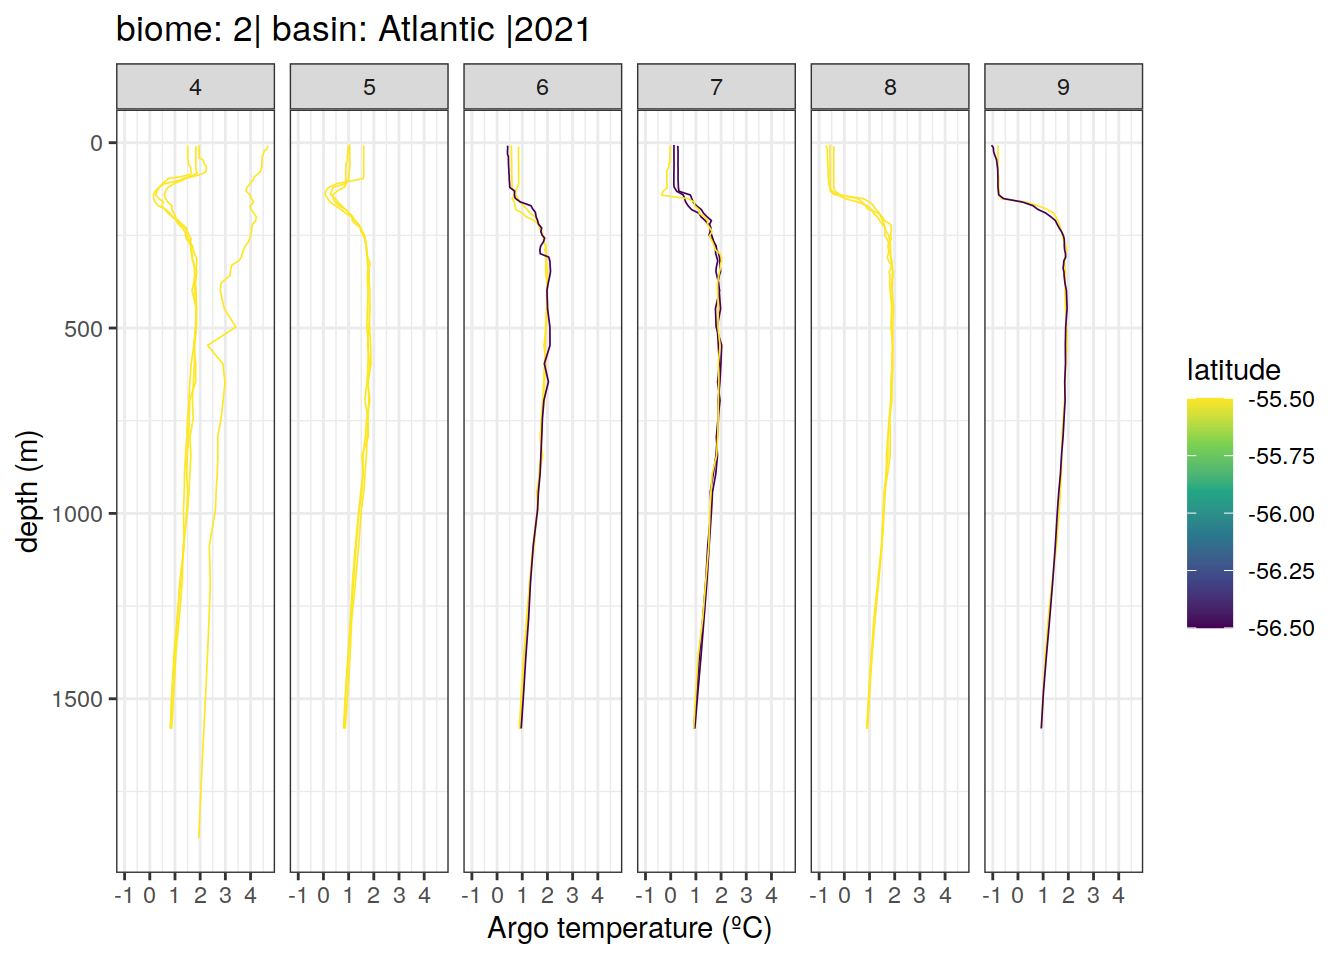 biome: 2| basin: Atlantic |2021
4 5 6 7 8 9
0
500
1000
1500
depth (m)
-1 0 1 2 3 4 -1 0 1 2 3 4 -1 0 1 2 3 4 -1 0 1 2 3 4 -1 0 1 2 3 4 -1 0 1 2 3 4
Argo temperature (ºC)
latitude
-55.50
-55.75
-56.00
-56.25
-56.50